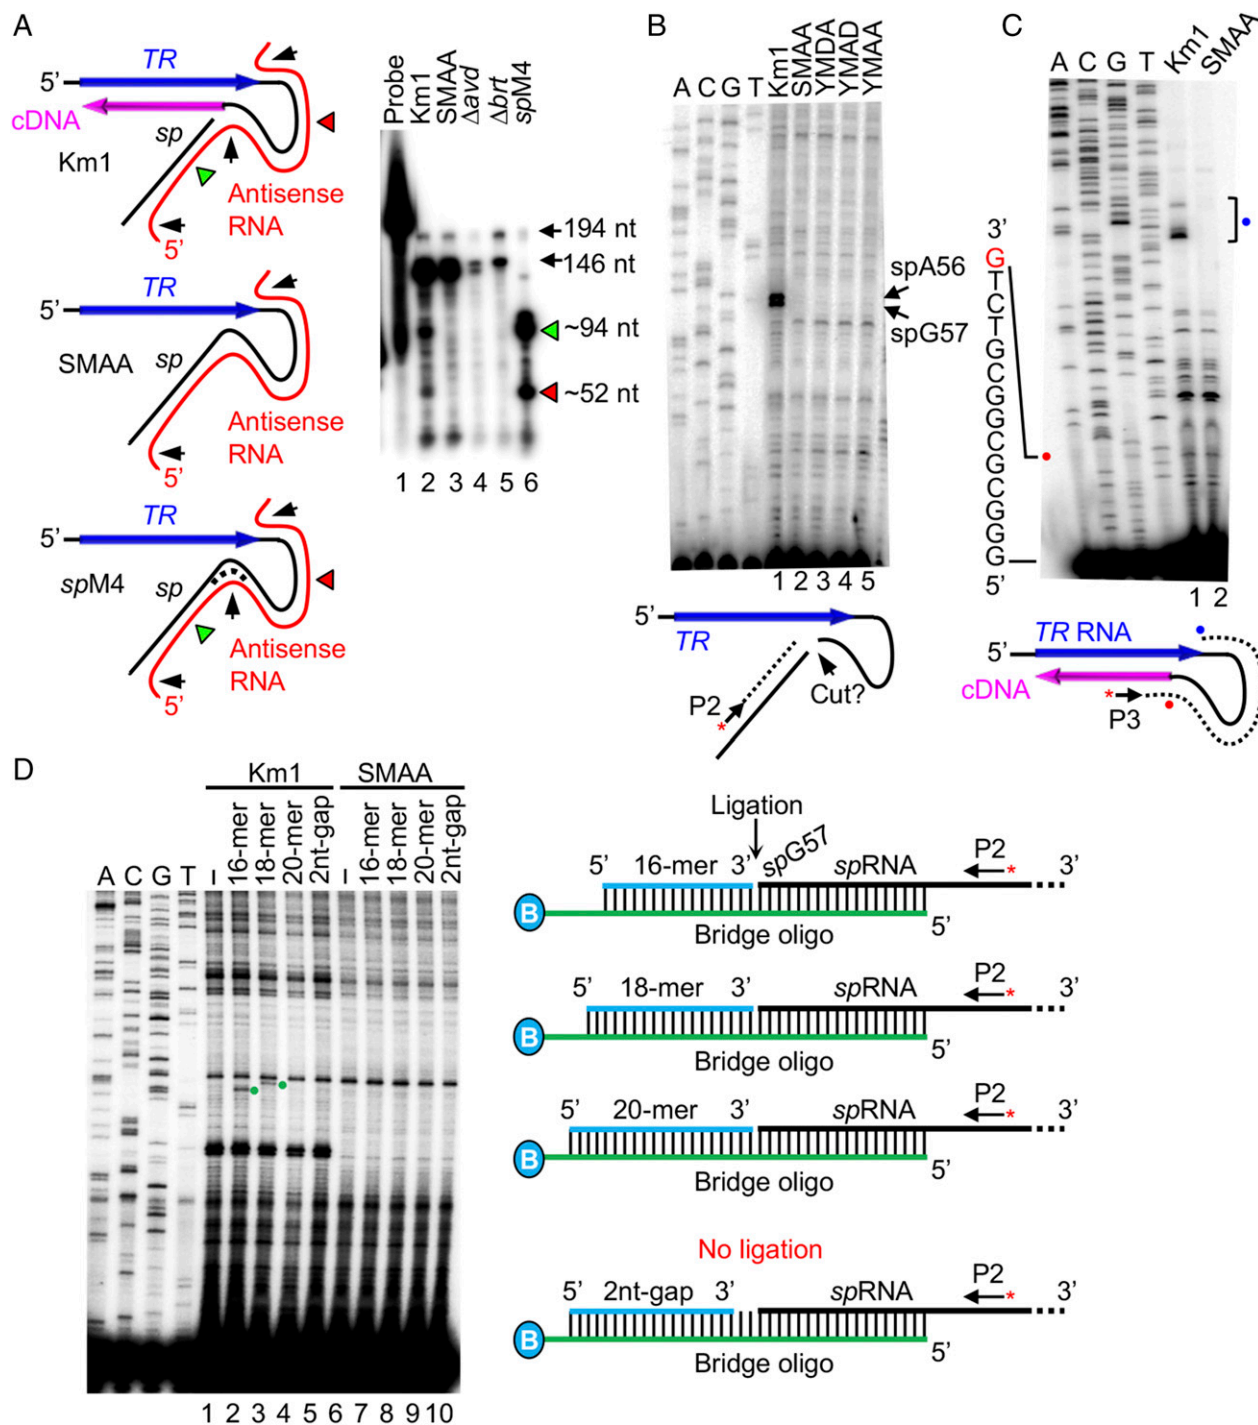 A
5’
TR
cDNA
sp
Km1
Antisense
RNA
5’
5’
TR
SMAA
sp
Antisense
RNA
5’
5’
TR
spM4
sp
Antisense
RNA
5’
Probe
Km1
SMAA
Δavd
Δbrt
spM4
194 nt
146 nt
~94 nt
~52 nt
1 2 3 4 5 6
B
A C G T
Km1
SMAA
YMDA
YMAD
YMAA
spA56
spG57
1 2 3 4 5
5’
TR
P2
*
Cut?
C
A C G T
Km1
SMAA
3’
G
T
C
T
G
C
G
G
C
G
C
G
G
G
5’
1 2
5’
TR RNA
cDNA
* P3
D
Km1 SMAA
A C G T
–
16-mer
18-mer
20-mer
2nt-gap
–
16-mer
18-mer
20-mer
2nt-gap
1 2 3 4 5 6 7 8 9 10
Ligation
5’ 16-mer 3’ spG57 spRNA P2 * 3’
B
Bridge oligo 5’
5’ 18-mer 3’ spRNA P2 * 3’
B
Bridge oligo 5’
5’ 20-mer 3’ spRNA P2 * 3’
B
Bridge oligo 5’
No ligation
5’ 2nt-gap 3’ spRNA P2 * 3’
B
Bridge oligo 5’